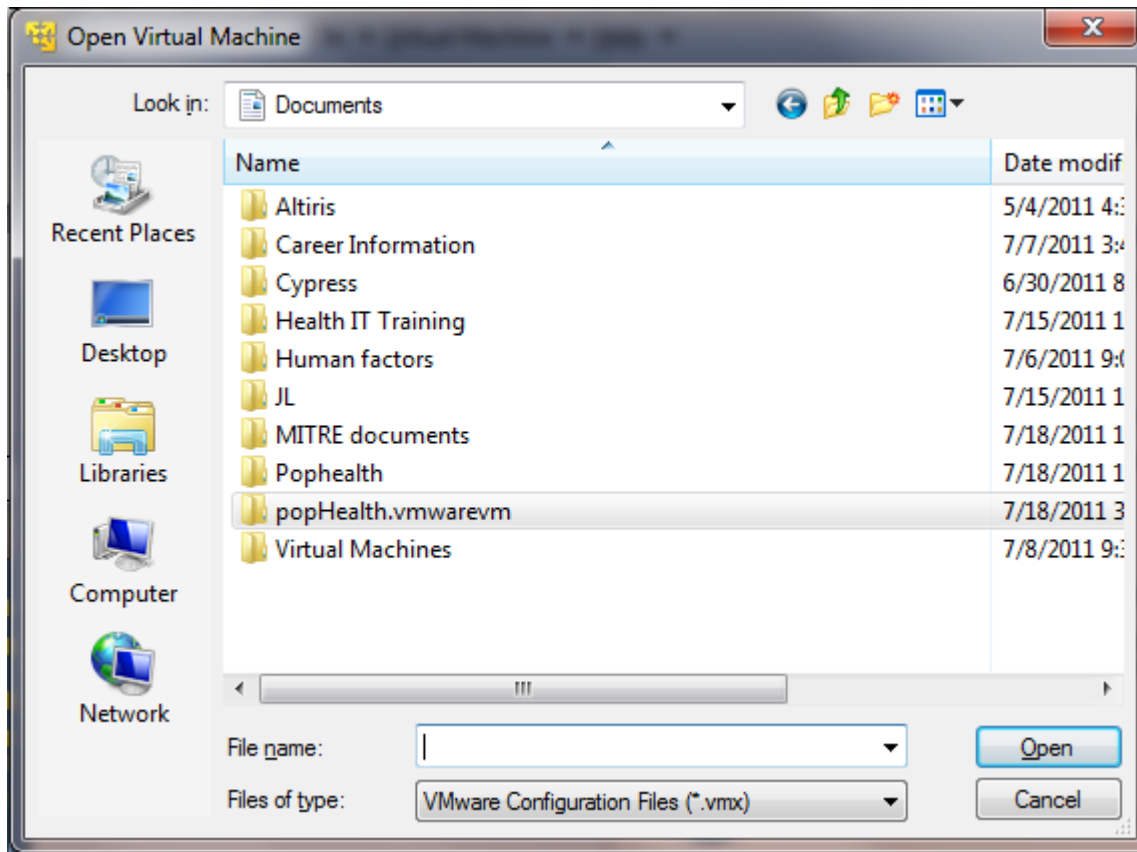 Open Virtual Machine
Look in: Documents
Name Date modif
Altiris 5/4/2011 4:3
Career Information 7/7/2011 3:4
Cypress 6/30/2011 8
Health IT Training 7/15/2011 1
Human factors 7/6/2011 9:0
JL 7/15/2011 1
MITRE documents 7/18/2011 1
Pophealth 7/18/2011 1
popHealth.vmwarevm 7/18/2011 3
Virtual Machines 7/8/2011 9:3
Recent Places
Desktop
Libraries
Computer
Network
File name: Open
Files of type: VMware Configuration Files (*.vmx) Cancel